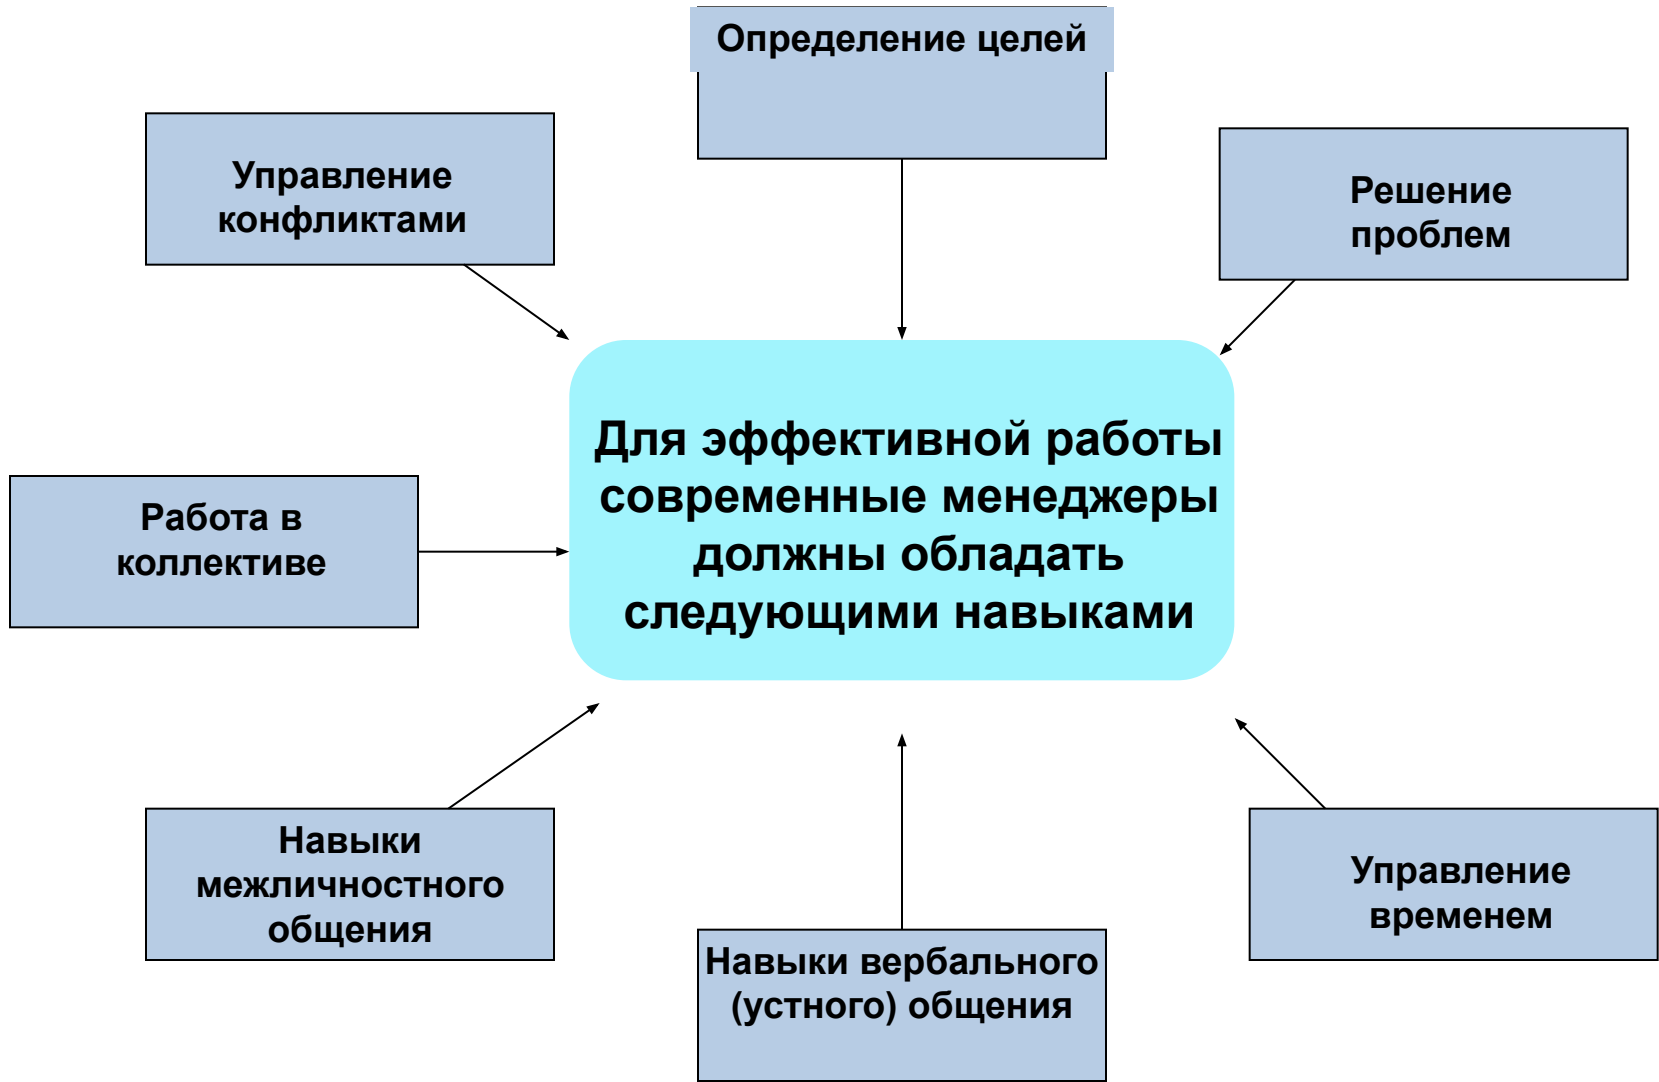 Определение целей
Управление
конфликтами
Решение
проблем
Для эффективной работы
современные менеджеры
должны обладать
следующими навыками
Работа в
коллективе
Навыки
межличностного
общения
Навыки вербального
(устного) общения
Управление
временем